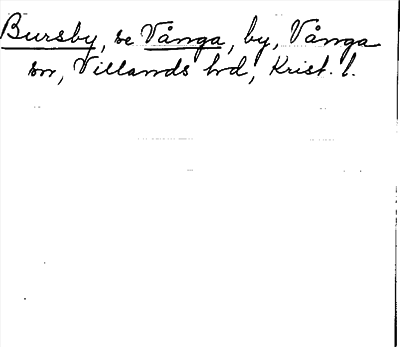 Bursby, se Vånga, by, Vånga
sn, Villands hd, Krist. l.